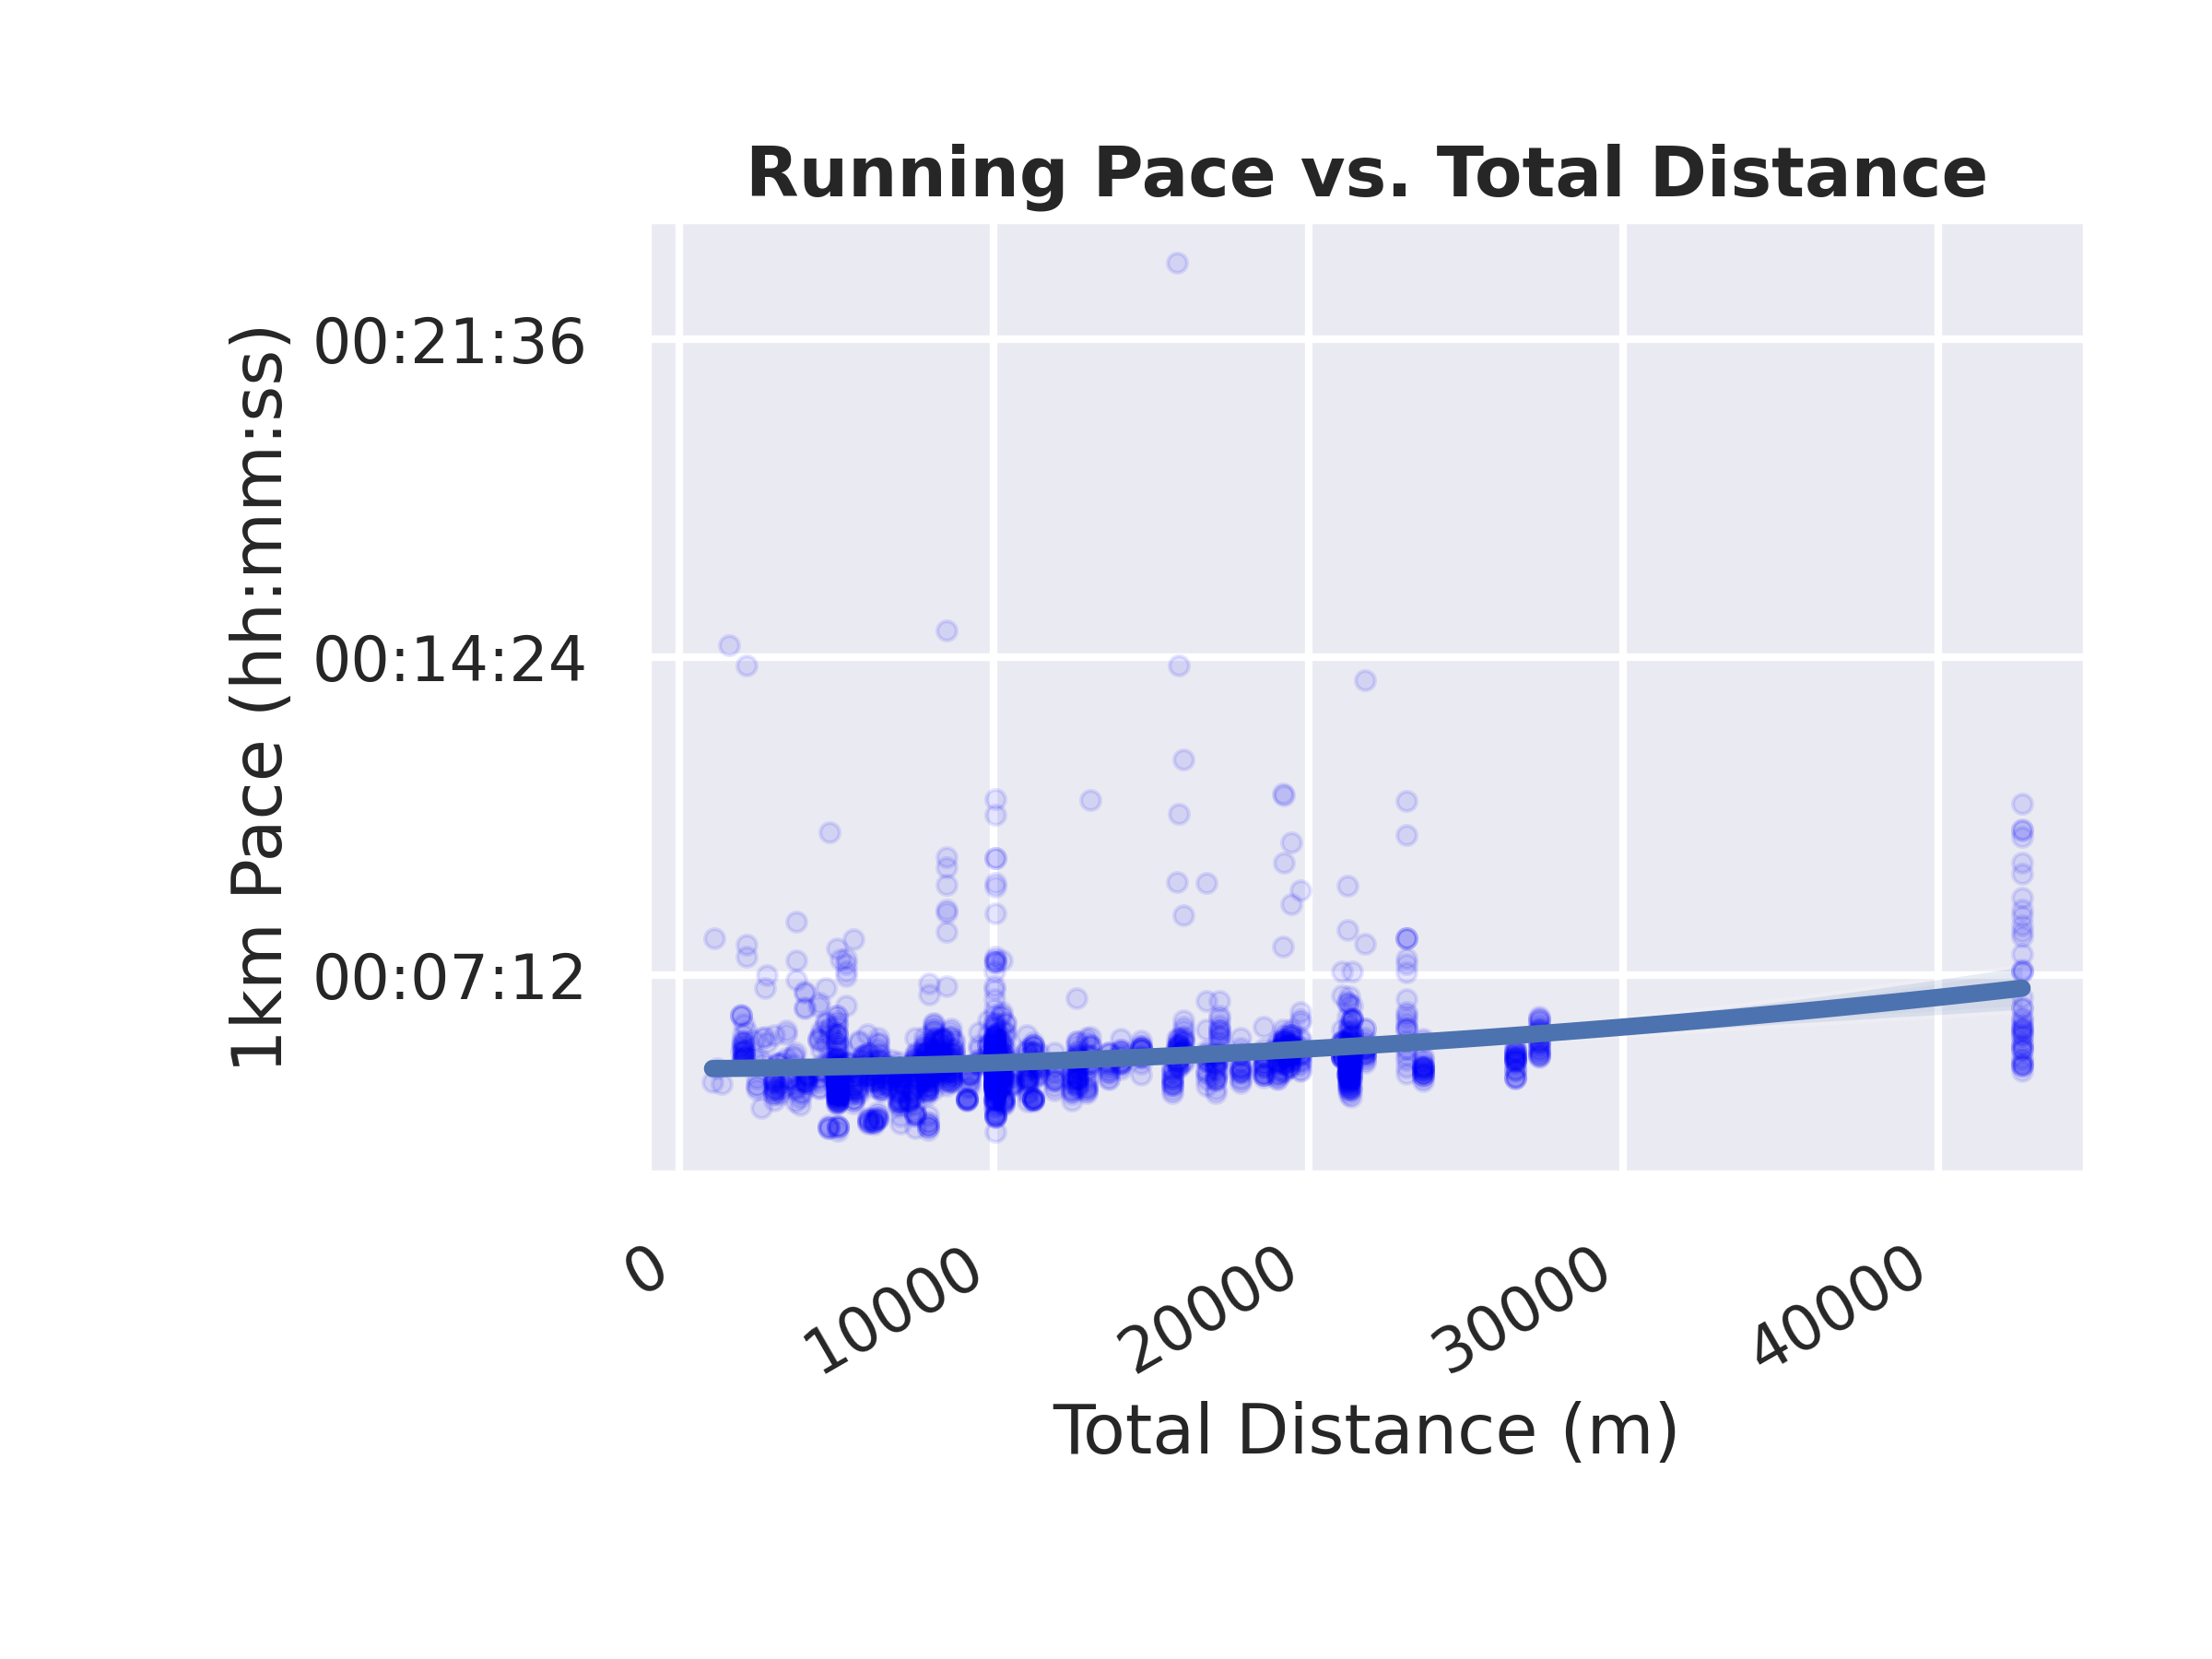 Running Pace vs. Total Distance
1km Pace (hh:mm:ss)
00:21:36
00:14:24
00:07:12
0
10000
20000
30000
40000
Total Distance (m)